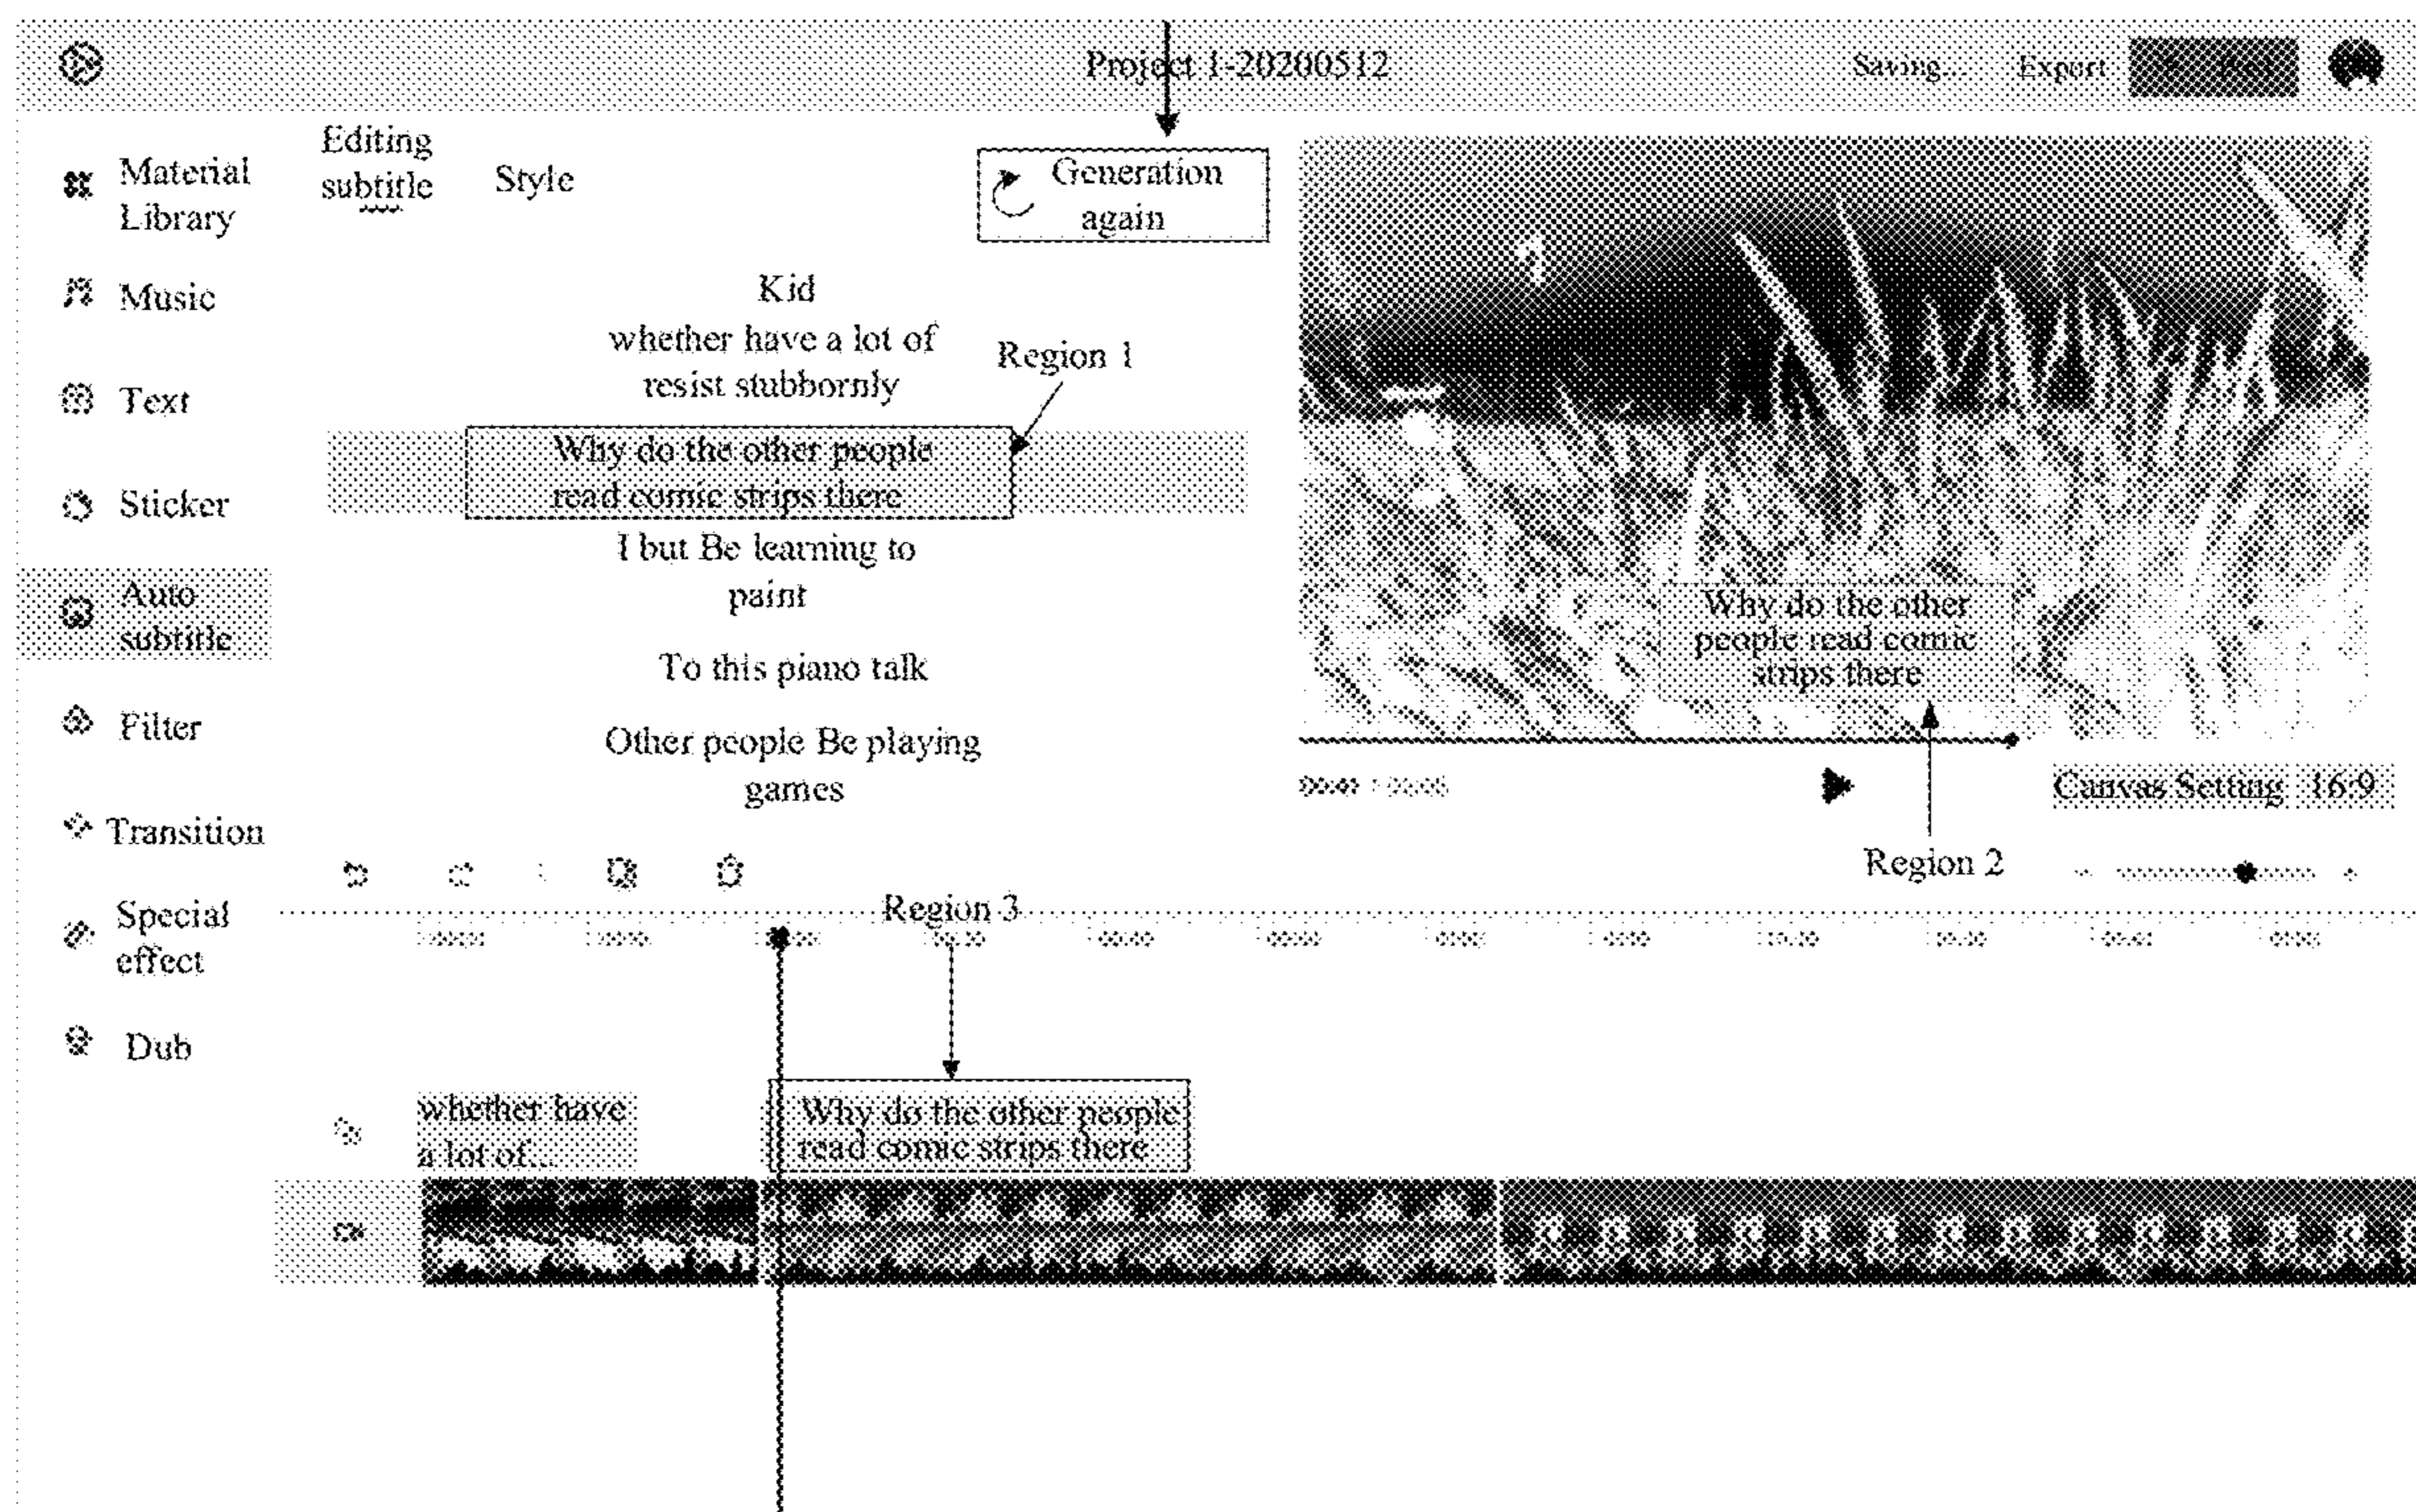 Project 1-20200512
Saving...
Export
Material
Library
Music
Text
Sticker
Auto
subtitle
Filter
Transition
Special
effect
Dub
Editing
subtitle
Style
Generation
again
Kid
whether have a lot of
resist stubbornly
Region 1
Why do the other people
read comic strips there
I but Be learning to
paint
To this piano talk
Other people Be playing
games
Why do the other
people read comic
strips there
Canvas Setting 16:9
Region 2
Region 3
whether have
a lot of...
Why do the other people
read comic strips there